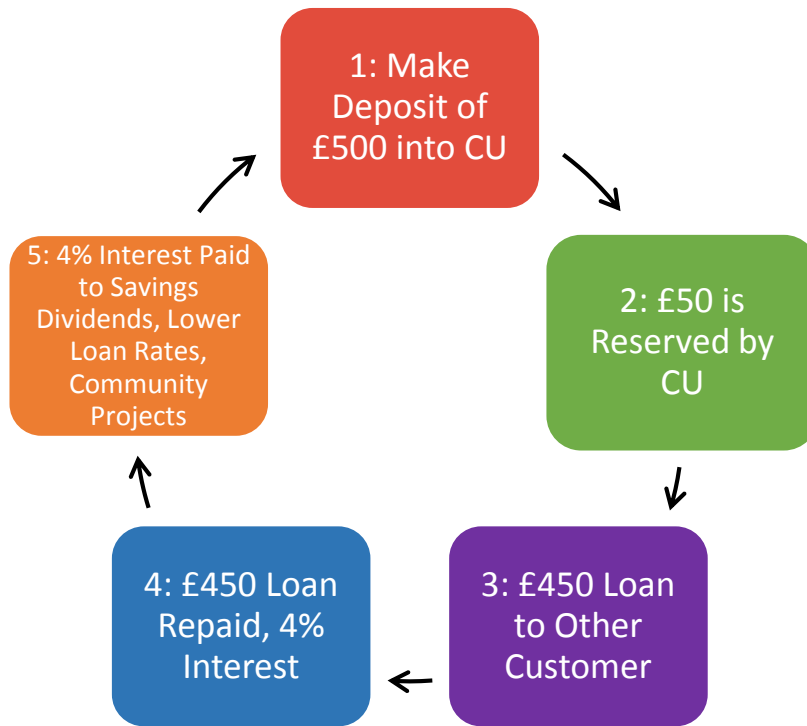 1: Make
Deposit of
£500 into CU
2: £50 is
Reserved by
CU
3: £450 Loan
to Other
Customer
4: £450 Loan
Repaid, 4%
Interest
5: 4% Interest Paid
to Savings
Dividends, Lower
Loan Rates,
Community
Projects